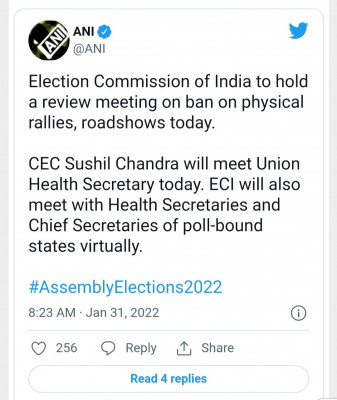 ANI
ANI
@ANI
Election Commission of India to hold
a review meeting on ban on physical
rallies, roadshows today.
CEC Sushil Chandra will meet Union
Health Secretary today. ECI will also
meet with Health Secretaries and
Chief Secretaries of poll-bound
states virtually.
#AssemblyElections2022
8:23 AM · Jan 31, 2022
256 Reply Share
Read 4 replies